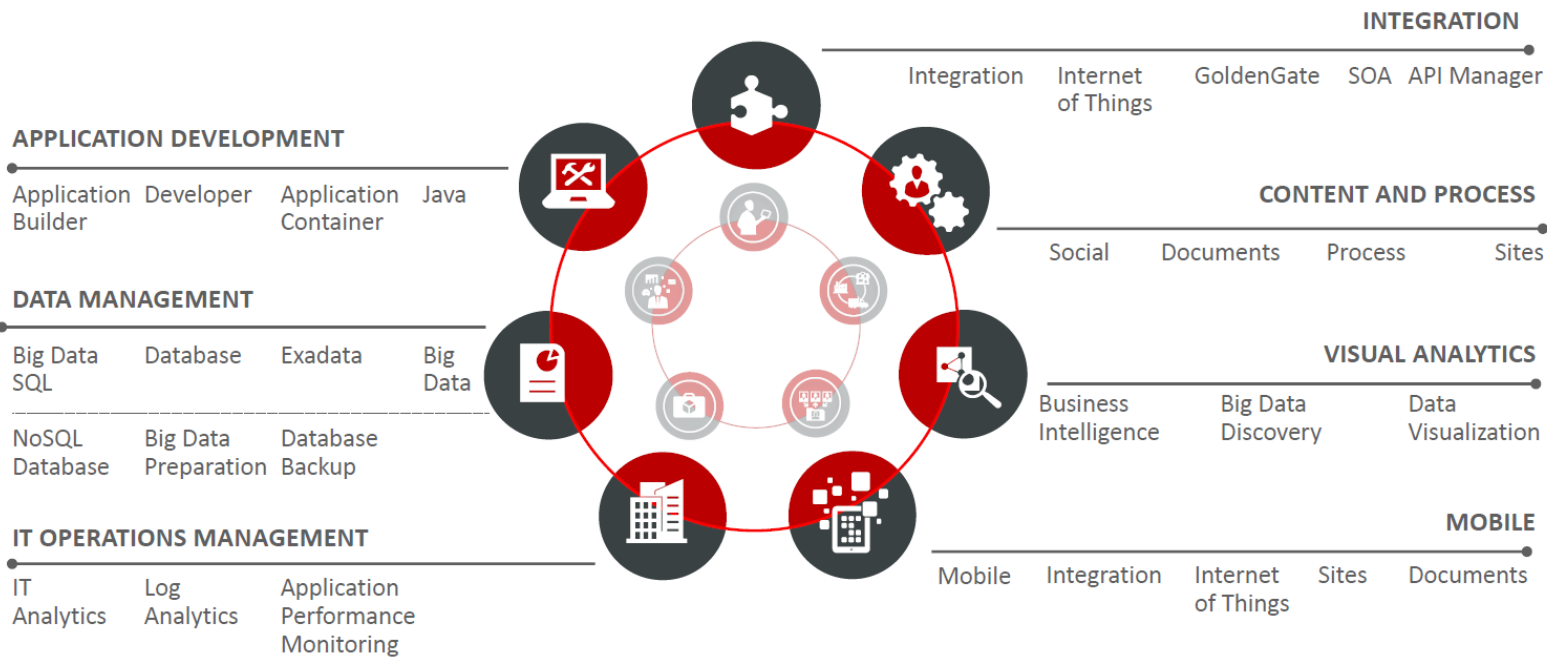 INTEGRATION
Integration Internet GoldenGate SOA API Manager
of Things
APPLICATION DEVELOPMENT
Application Developer Application Java
Builder Container
CONTENT AND PROCESS
Social Documents Process Sites
DATA MANAGEMENT
Big Data Database Exadata Big
SQL Data
NoSQL Big Data Database
Database Preparation Backup
VISUAL ANALYTICS
Business Big Data Data
Intelligence Discovery Visualization
IT OPERATIONS MANAGEMENT
IT Log Application
Analytics Analytics Performance
Monitoring
MOBILE
Mobile Integration Internet Sites Documents
of Things